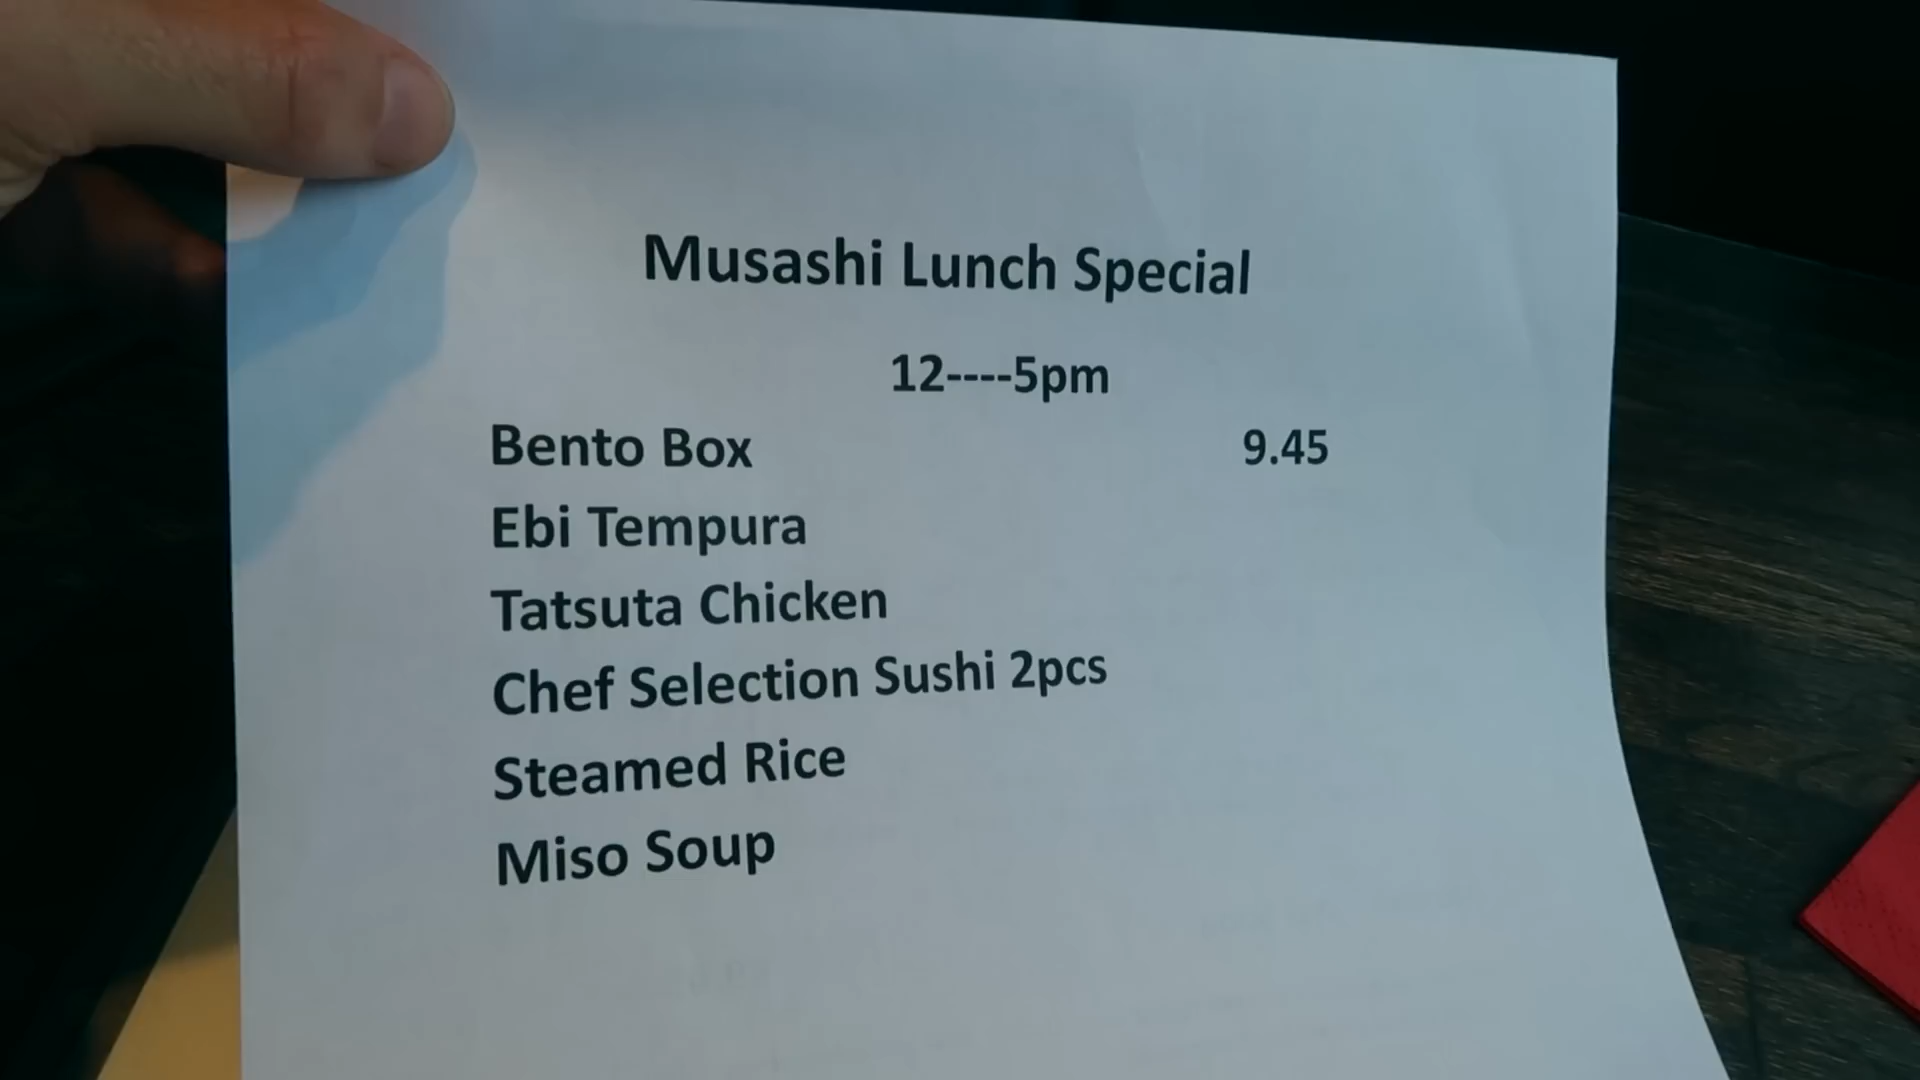 Musashi Lunch Special
12----5pm
Bento Box 9.45
Ebi Tempura
Tatsuta Chicken
Chef Selection Sushi 2pcs
Steamed Rice
Miso Soup